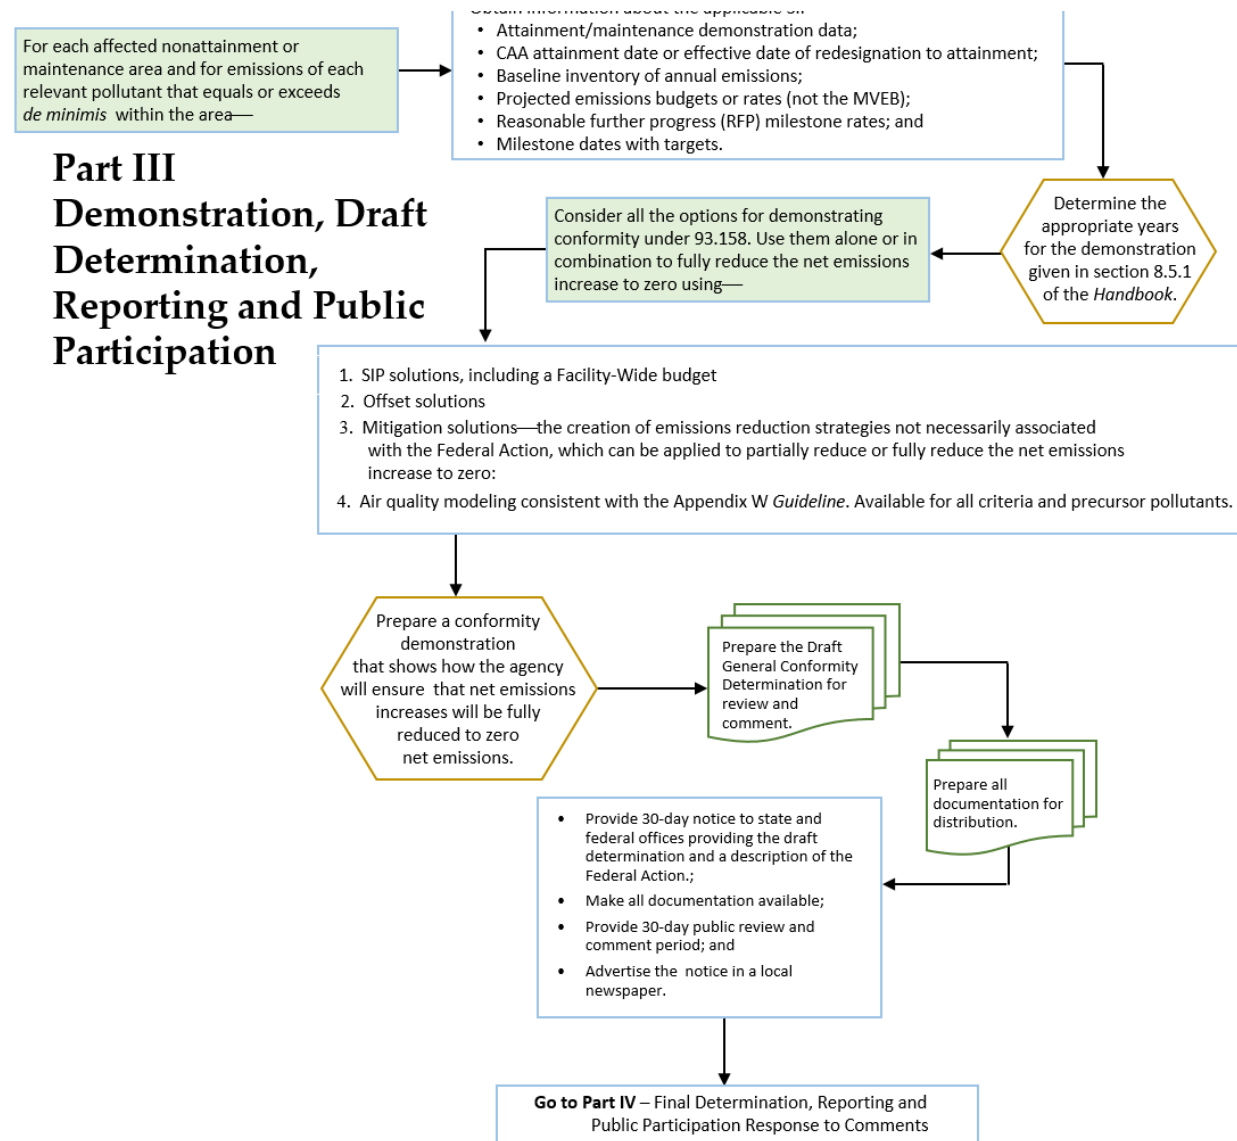 Obtain information about the applicable
• Attainment/maintenance demonstration data;
• CAA attainment date or effective date of redesignation to attainment;
• Baseline inventory of annual emissions;
• Projected emissions budgets or rates (not the MVEB);
• Reasonable further progress (RFP) milestone rates; and
• Milestone dates with targets.
For each affected nonattainment or
maintenance area and for emissions of each
relevant pollutant that equals or exceeds
de minimis within the area—
Part III
Demonstration, Draft
Determination,
Reporting and Public
Participation
Determine the
appropriate years
for the demonstration
given in section 8.5.1
of the Handbook.
Consider all the options for demonstrating
conformity under 93.158. Use them alone or in
combination to fully reduce the net emissions
increase to zero using—
1. SIP solutions, including a Facility-Wide budget
2. Offset solutions
3. Mitigation solutions—the creation of emissions reduction strategies not necessarily associated
with the Federal Action, which can be applied to partially reduce or fully reduce the net emissions
increase to zero:
4. Air quality modeling consistent with the Appendix W Guideline. Available for all criteria and precursor pollutants.
Prepare a conformity
demonstration
that shows how the agency
will ensure that net emissions
increases will be fully
reduced to zero
net emissions.
Prepare the Draft
General Conformity
Determination for
review and
comment.
Prepare all
documentation for
distribution.
• Provide 30-day notice to state and
federal offices providing the draft
determination and a description of the
Federal Action.;
• Make all documentation available;
• Provide 30-day public review and
comment period; and
• Advertise the notice in a local
newspaper.
Go to Part IV – Final Determination, Reporting and
Public Participation Response to Comments